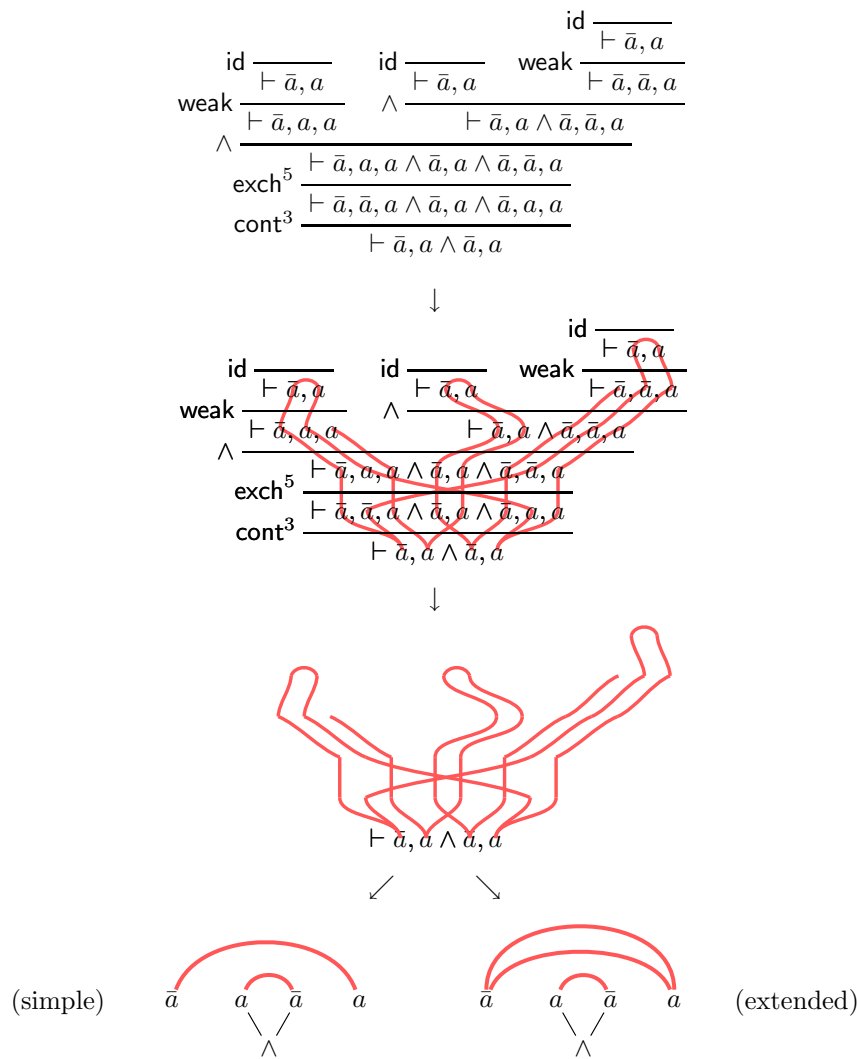 id
⊢ ā, a
id id weak
⊢ ā, a ⊢ ā, a ⊢ ā, ā, a
weak ∧
⊢ ā, a, a ⊢ ā, a ∧ ā, ā, a
∧
⊢ ā, a, a ∧ ā, a ∧ ā, ā, a
exch⁵
⊢ ā, ā, a ∧ ā, a ∧ ā, a, a
cont³
⊢ ā, a ∧ ā, a
↓
id
⊢ ā, a
id id weak
⊢ ā, a ⊢ ā, a ⊢ ā, ā, a
weak ∧
⊢ ā, a, a ⊢ ā, a ∧ ā, ā, a
∧
⊢ ā, a, a ∧ ā, a ∧ ā, ā, a
exch⁵
⊢ ā, ā, a ∧ ā, a ∧ ā, a, a
cont³
⊢ ā, a ∧ ā, a
↓
⊢ ā, a ∧ ā, a
↙ ↘
(simple) ā a ā a ā a ā a (extended)
∧ ∧